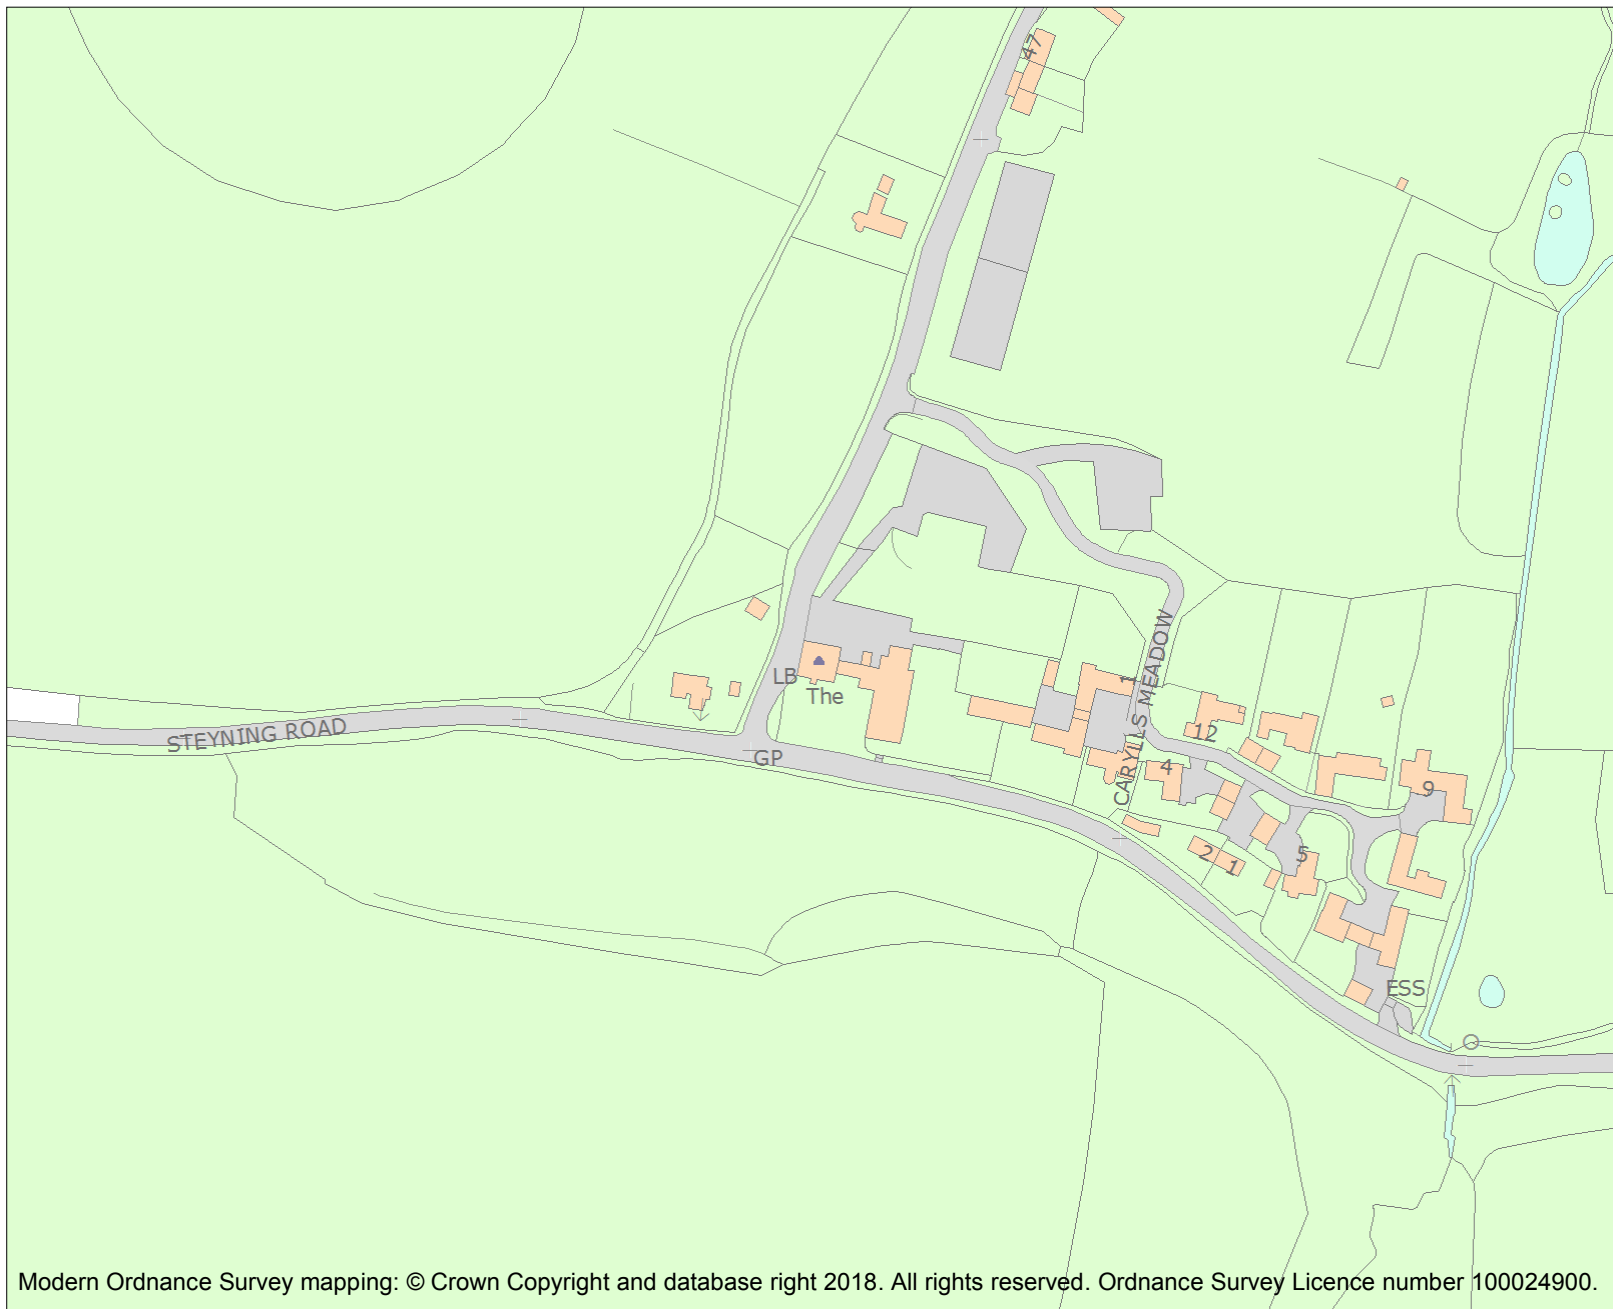 47
LB
The
STEYNING ROAD
GP
1
CARYLLS MEADOW
12
4
9
2
1
5
ESS
Modern Ordnance Survey mapping: © Crown Copyright and database right 2018. All rights reserved. Ordnance Survey Licence number 100024900.